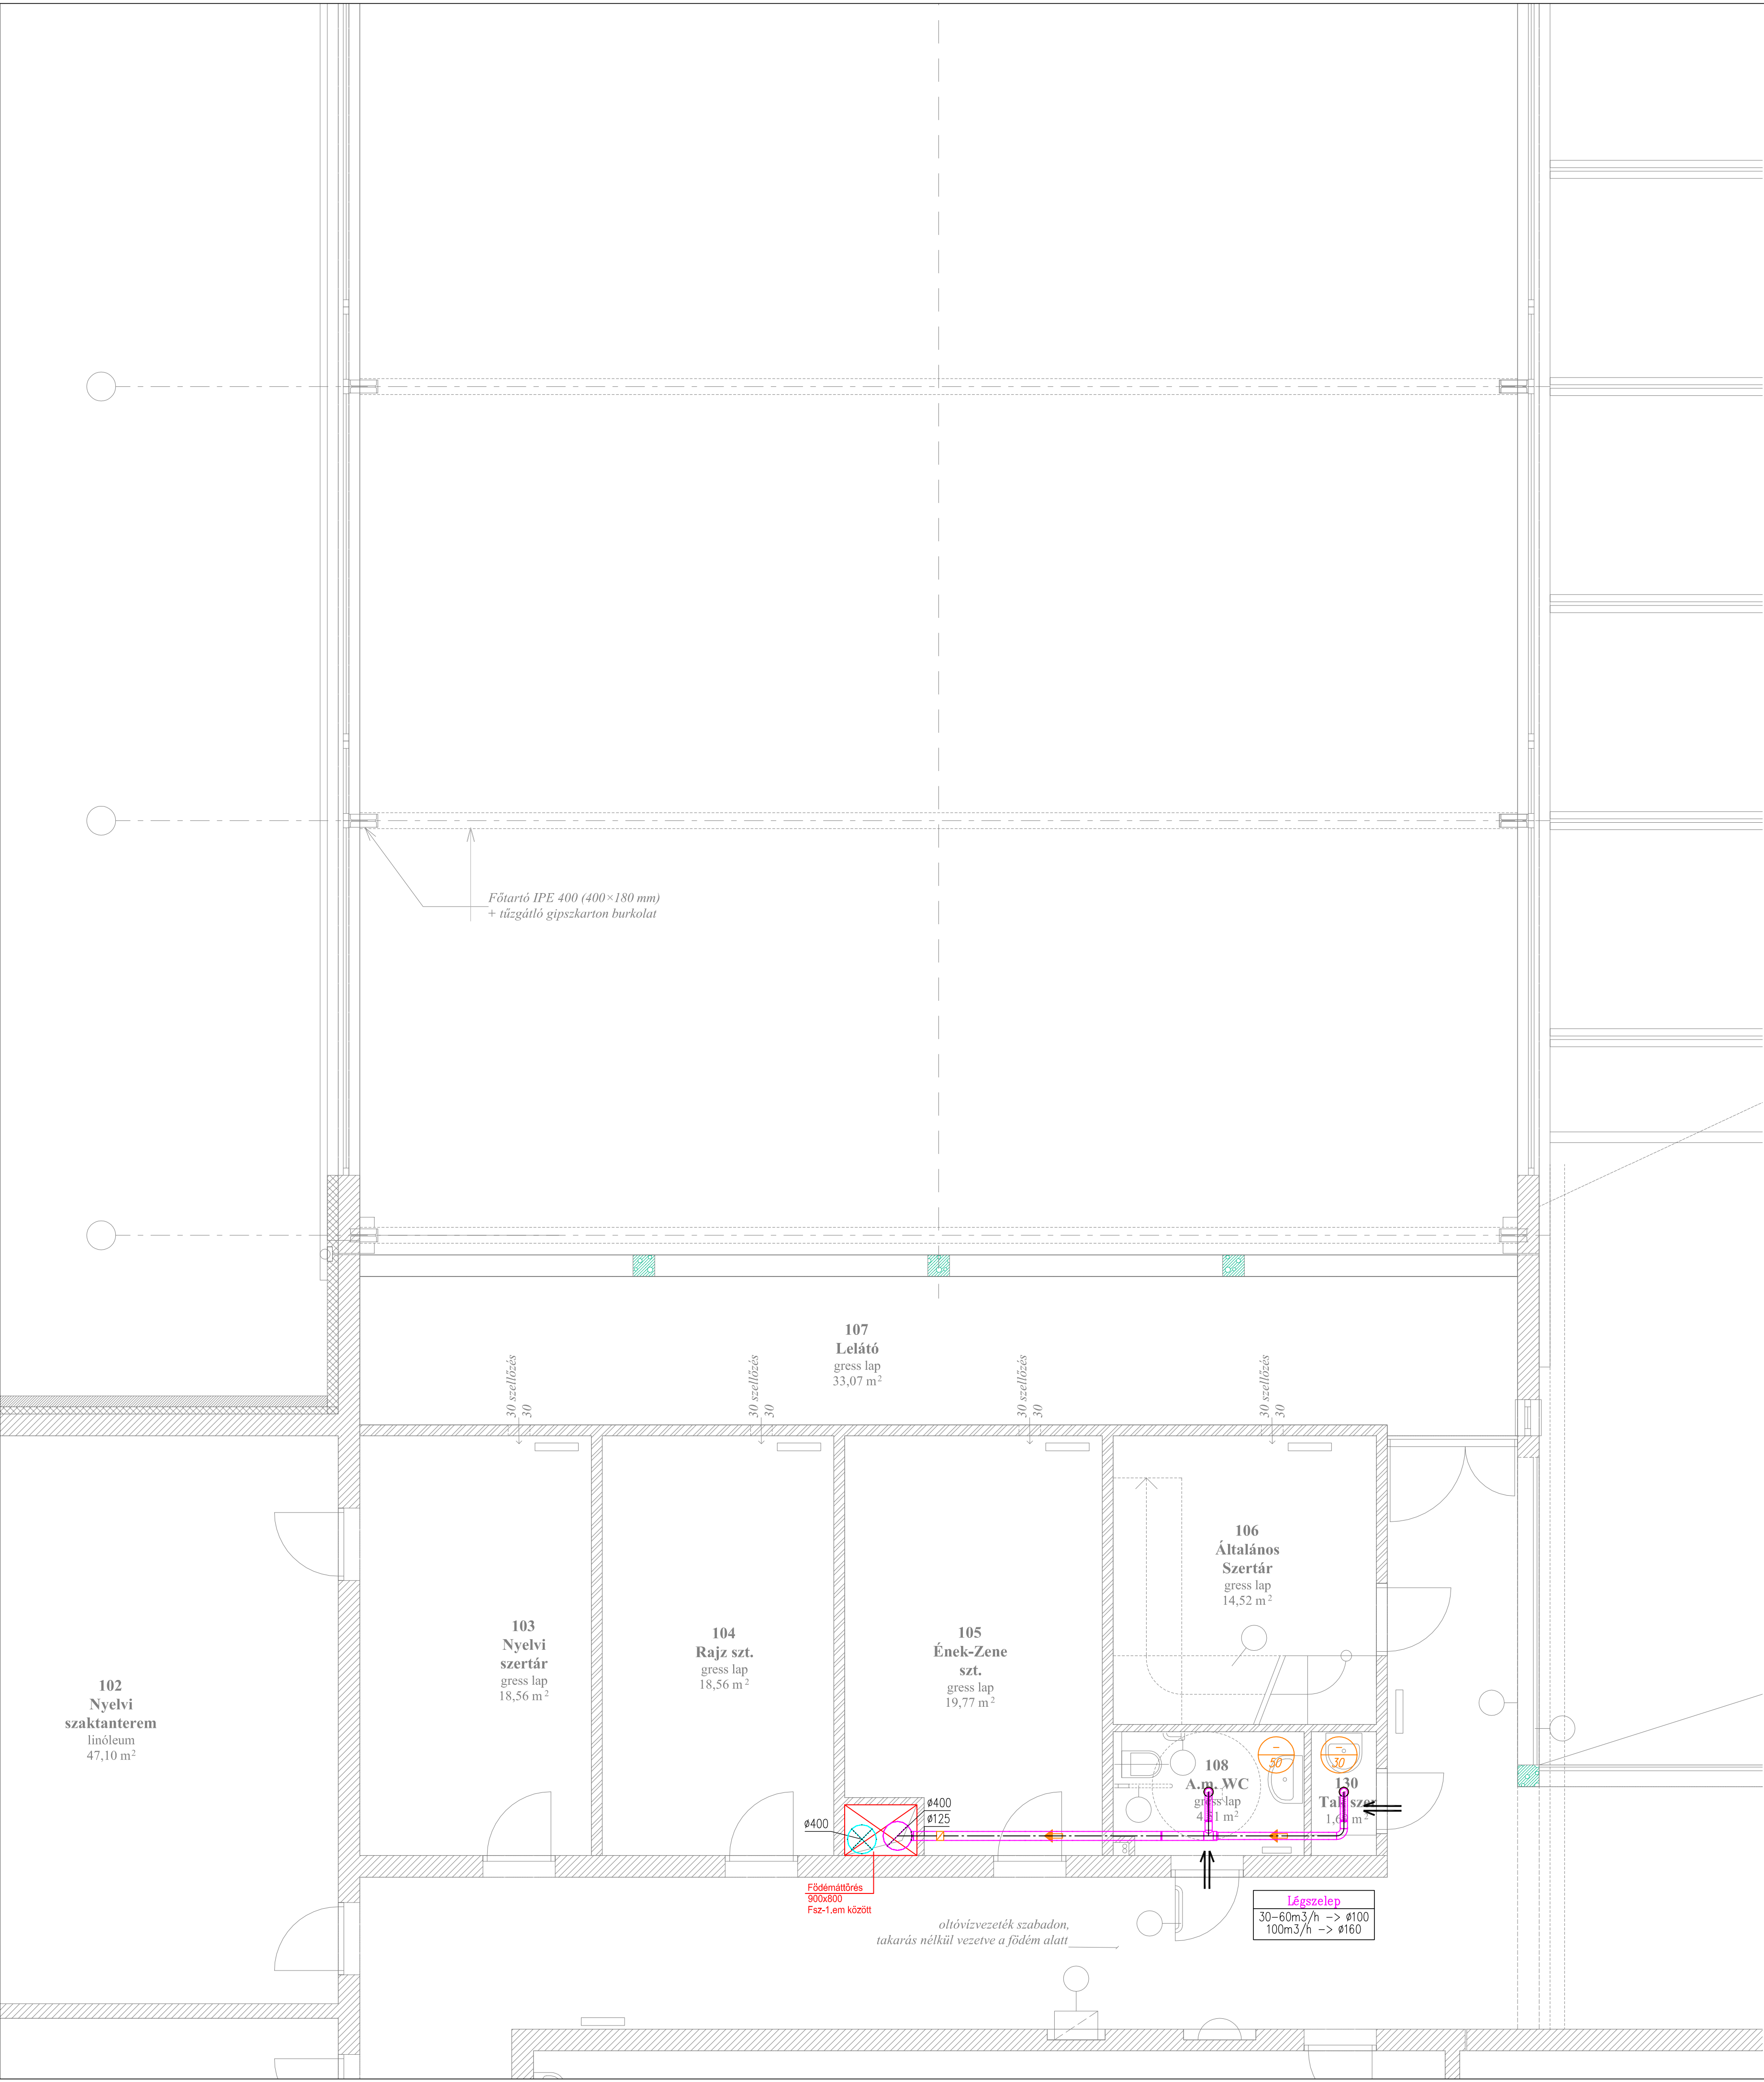 Főtartó IPE 400 (400×180 mm)
+ tűzgátló gipszkarton burkolat
107
Lelátó
gress lap
33,07 m²
30 szellőzés
30
30 szellőzés
30
30 szellőzés
30
30 szellőzés
30
106
Általános
Szertár
gress lap
14,52 m²
103
Nyelvi
szertár
gress lap
18,56 m²
104
Rajz szt.
gress lap
18,56 m²
105
Ének-Zene
szt.
gress lap
19,77 m²
102
Nyelvi
szaktanterem
linóleum
47,10 m²
108
A.m. WC
gress lap
m²
–
50
–
30
130
Tak.szer
m²
ø400
ø400
ø125
Födémáttörés
900x800
Fsz-1.em között
oltóvízvezeték szabadon,
takarás nélkül vezetve a födém alatt
Légszelep
30-60m3/h -> ø100
100m3/h -> ø160